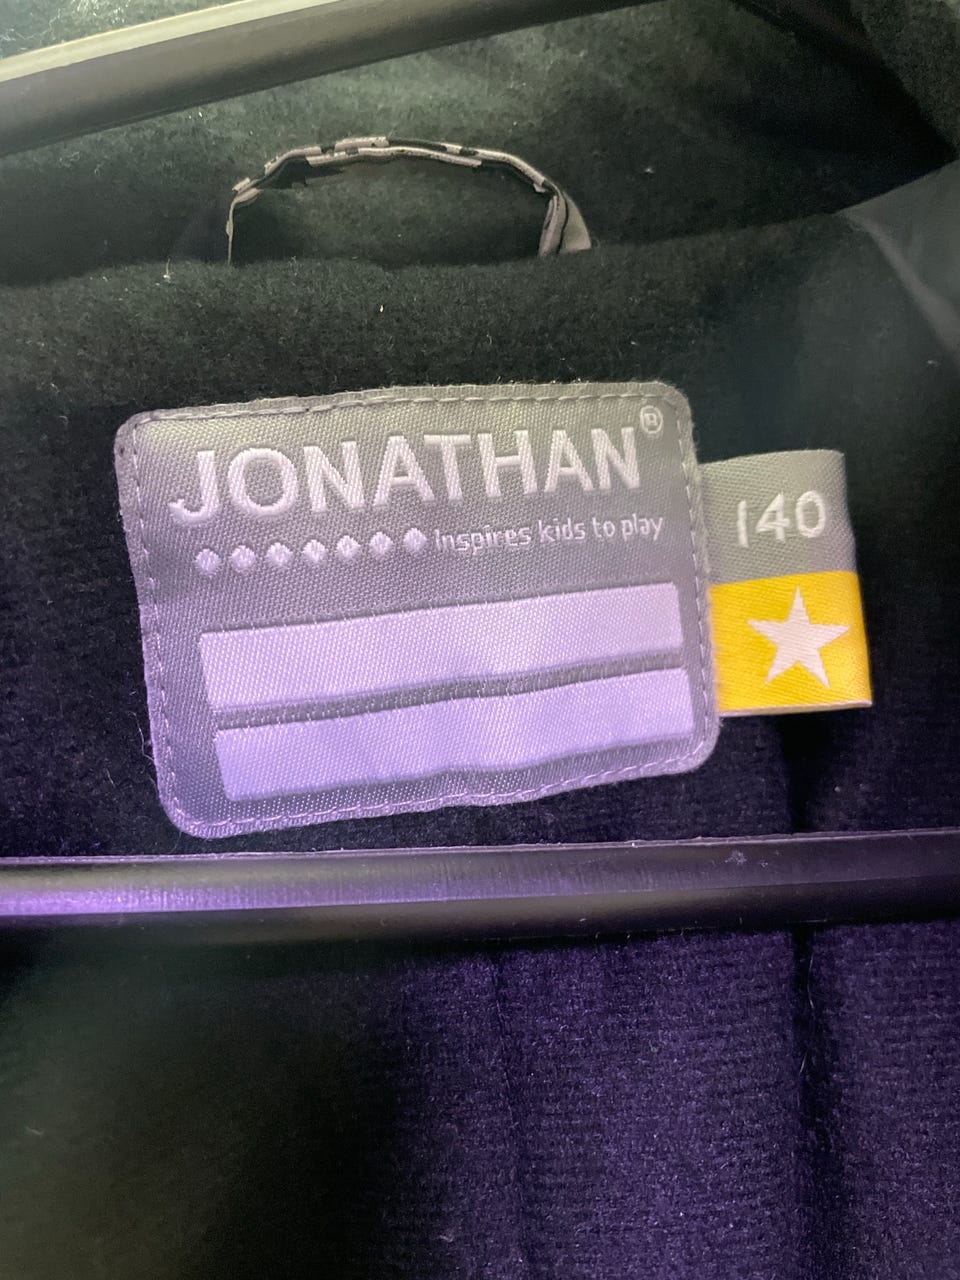 JONATHAN®
Inspires kids to play
140